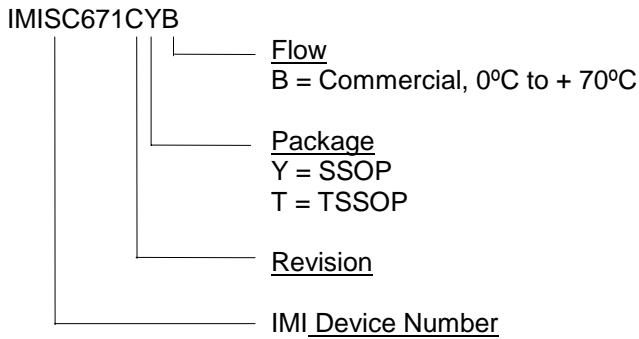 IMISC671CYB
Flow
B = Commercial, 0ºC to + 70ºC
Package
Y = SSOP
T = TSSOP
Revision
IMI Device Number